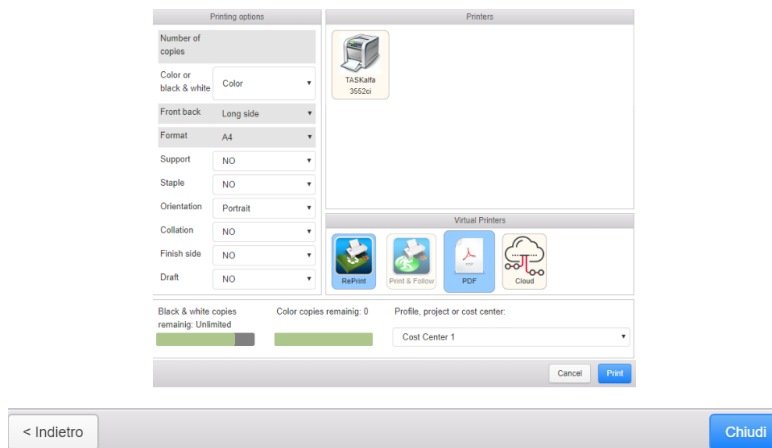 Printing options
Printers
Number of
copies
Color or
black & white
Color
Front back
Long side
Format
A4
Support
NO
Staple
NO
Orientation
Portrait
Collation
NO
Finish side
NO
Draft
NO
TASKalfa
3552ci
Virtual Printers
RePrint
Print & Follow
PDF
Cloud
Black & white copies
remainig: Unlimited
Color copies remainig: 0
Profile, project or cost center:
Cost Center 1
Cancel
Print
< Indietro
Chiudi